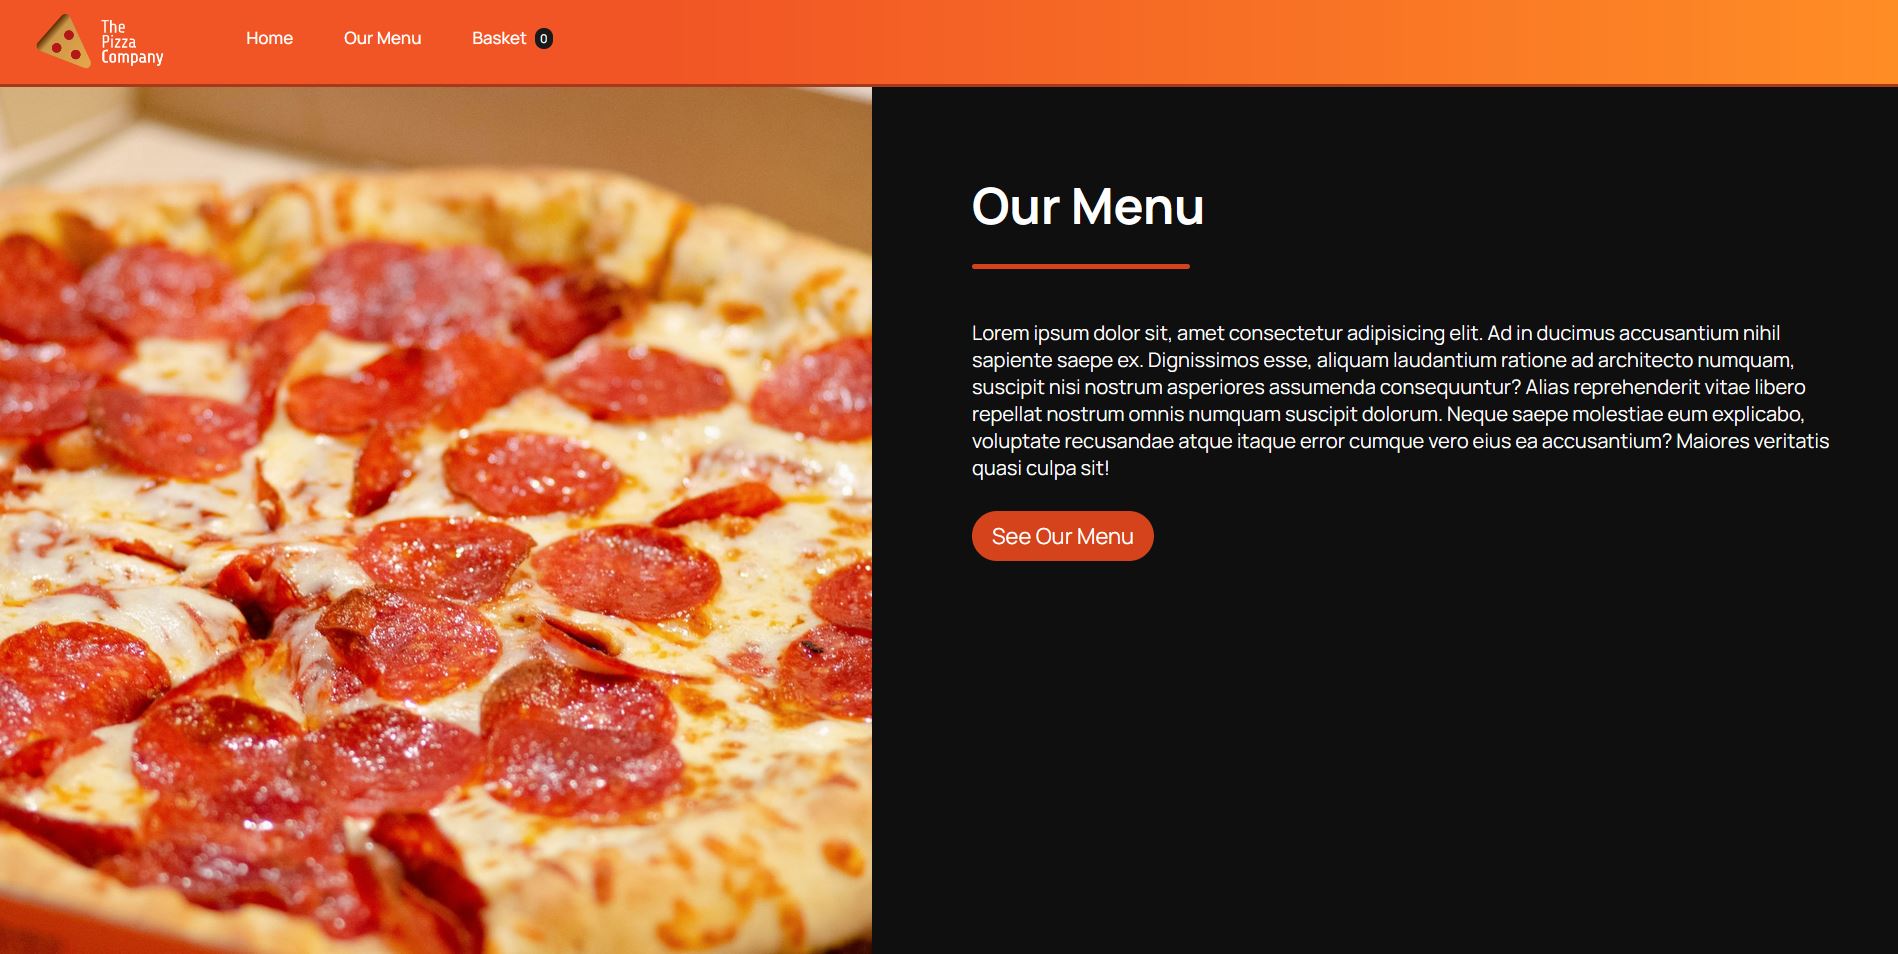 The
Pizza
Company
Home
Our Menu
Basket 0
Our Menu
Lorem ipsum dolor sit, amet consectetur adipisicing elit. Ad in ducimus accusantium nihil
sapiente saepe ex. Dignissimos esse, aliquam laudantium ratione ad architecto numquam,
suscipit nisi nostrum asperiores assumenda consequuntur? Alias reprehenderit vitae libero
repellat nostrum omnis numquam suscipit dolorum. Neque saepe molestiae eum explicabo,
voluptate recusandae atque itaque error cumque vero eius ea accusantium? Maiores veritatis
quasi culpa sit!
See Our Menu